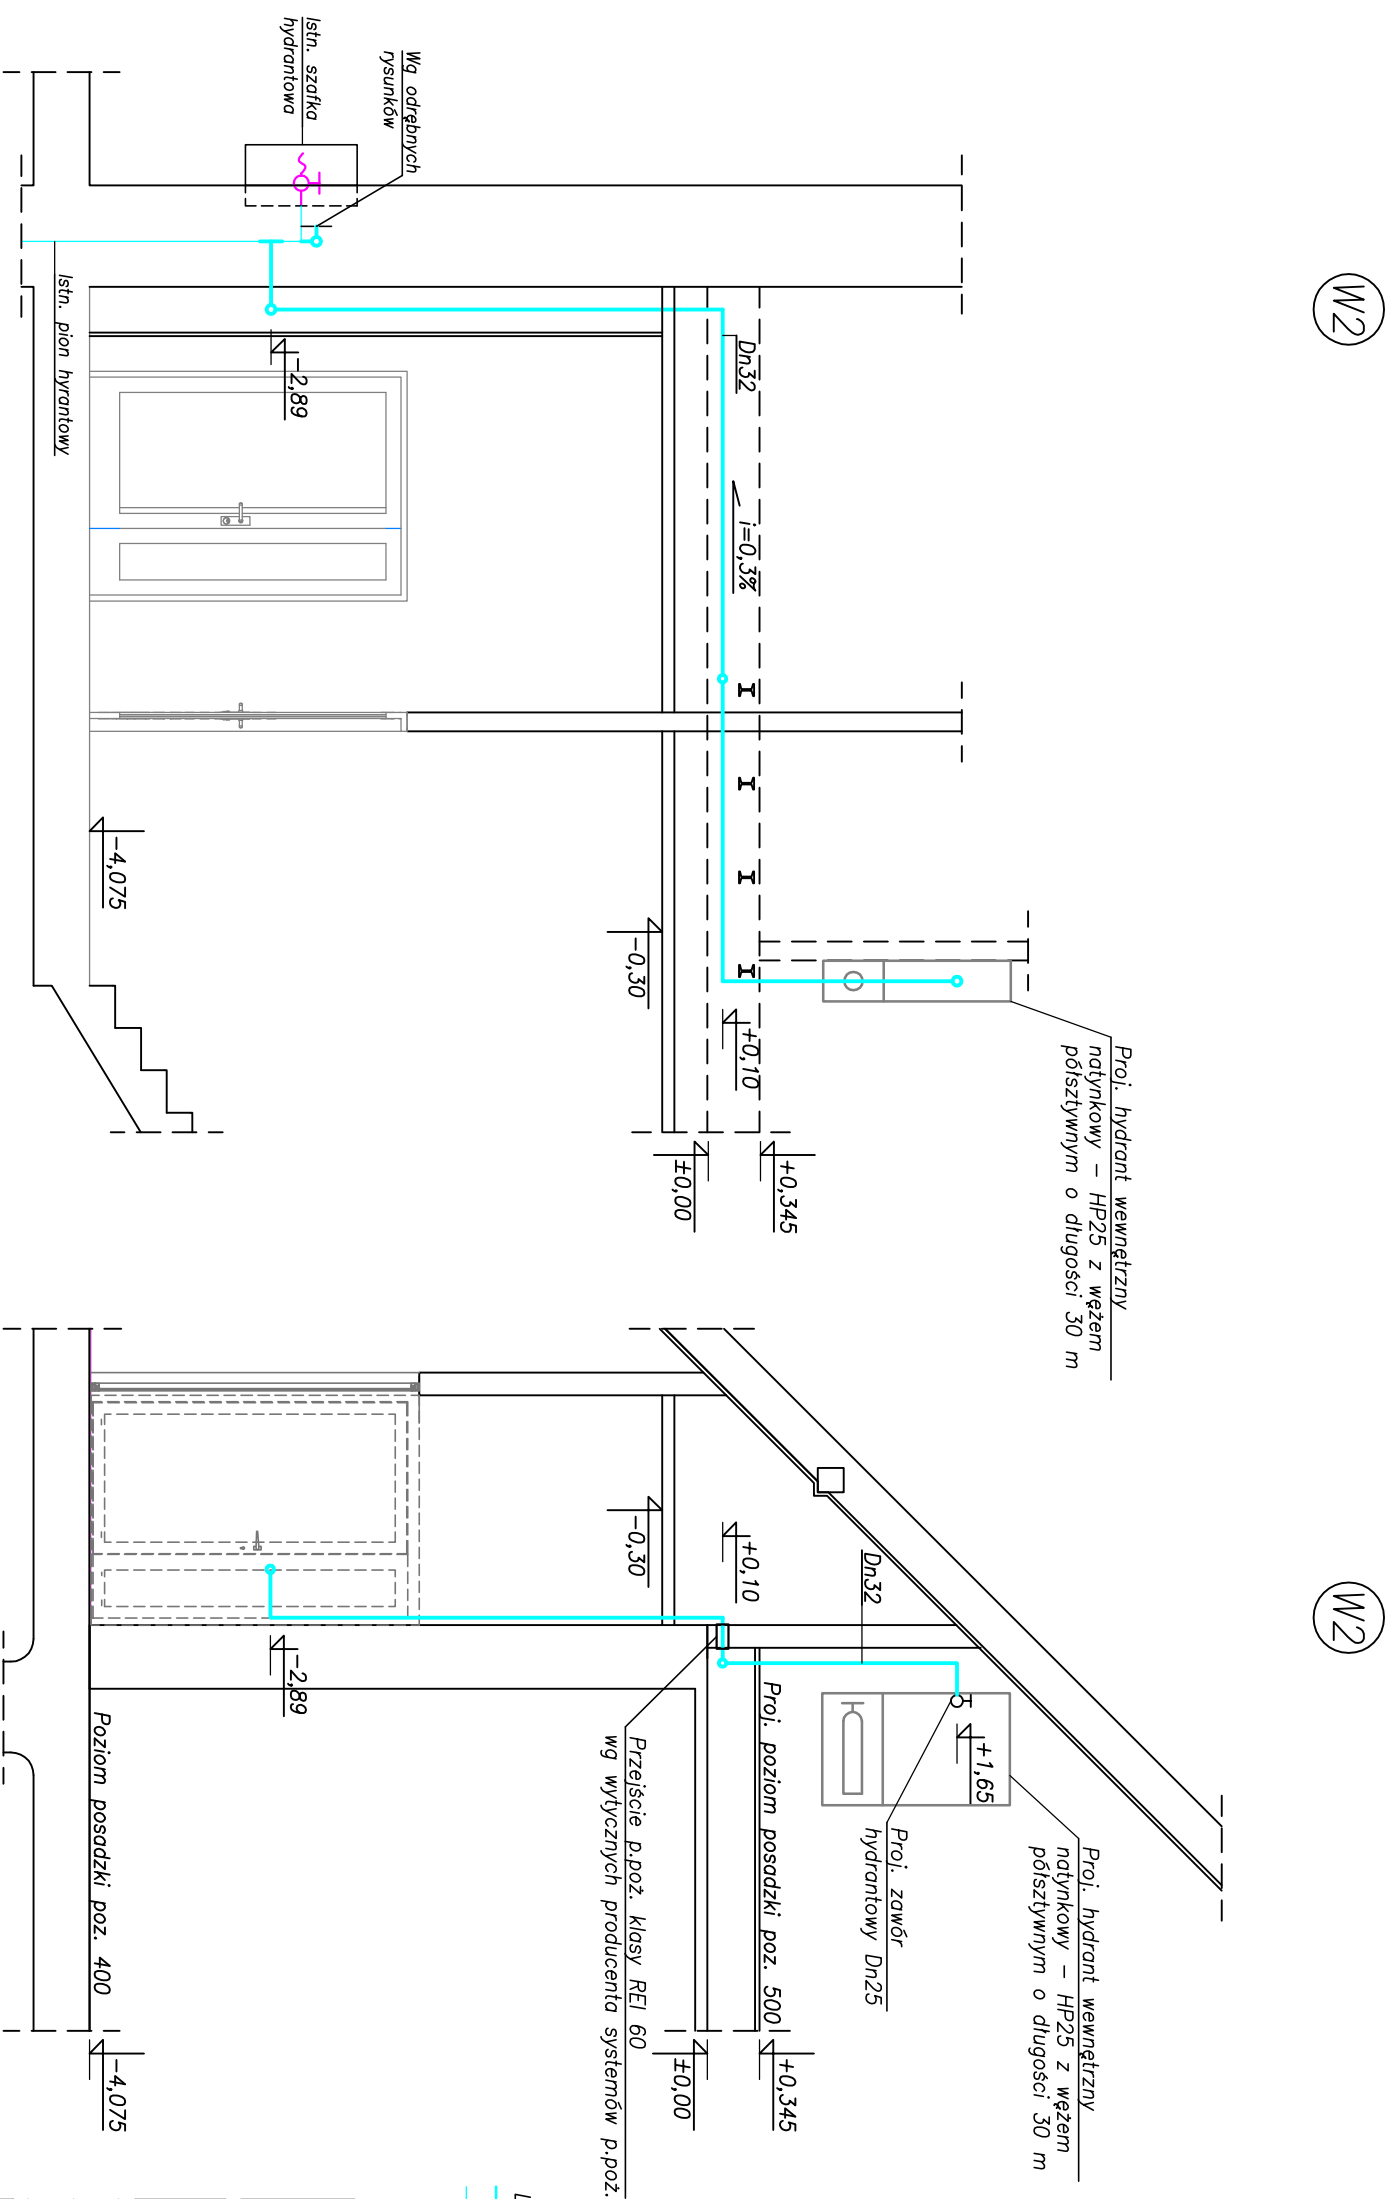 W2
Istn. szafka
hydrantowa
Wg odrębnych
rysunków
Istn. pion hyrantowy
-2,89
Dn32
i=0,3%
-4,075
-0,30
+0,10
±0,00
+0,345
Proj. hydrant wewnętrzny
natynkowy - HP25 z wężem
półsztywnym o długości 30 m
W2
-0,30
+0,10
Dn32
-2,89
+1,65
Proj. zawór
hydrantowy Dn25
Proj. hydrant wewnętrzny
natynkowy - HP25 z wężem
półsztywnym o długości 30 m
Proj. poziom posadzki poz. 500
Przejście p.poż. klasy REI 60
wg wytycznych producenta systemów p.poż.
Poziom posadzki poz. 400
+0,345
±0,00
-4,075